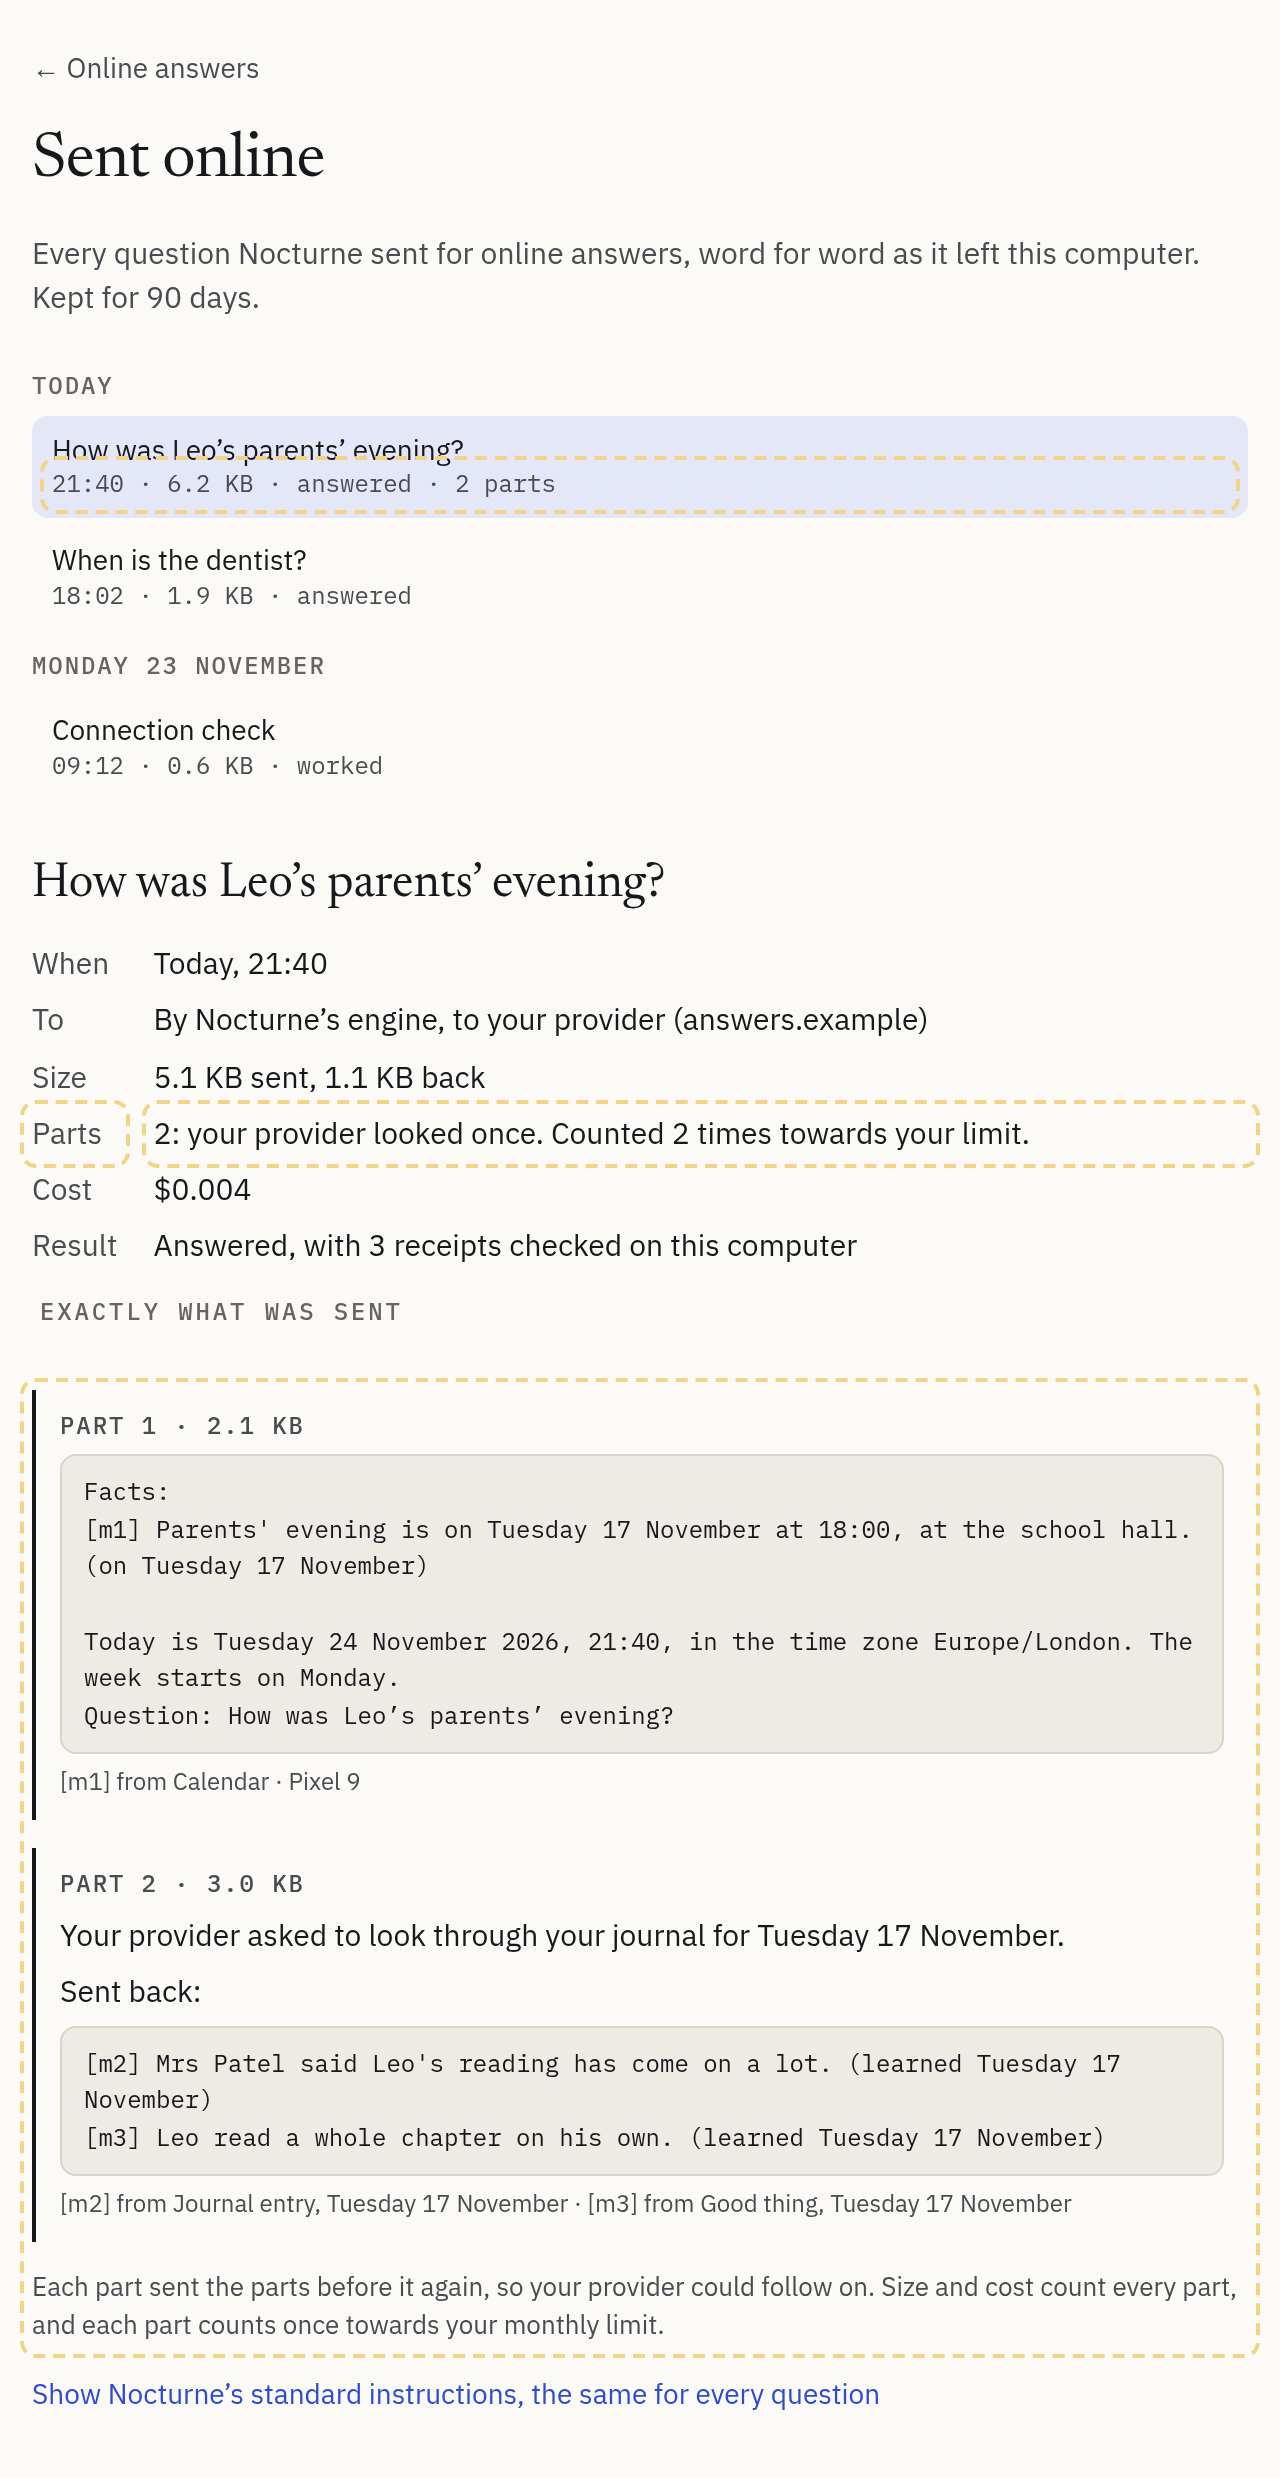 ← Online answers
Sent online
Every question Nocturne sent for online answers, word for word as it left this computer.
Kept for 90 days.
TODAY
How was Leo’s parents’ evening?
21:40 · 6.2 KB · answered · 2 parts
When is the dentist?
18:02 · 1.9 KB · answered
MONDAY 23 NOVEMBER
Connection check
09:12 · 0.6 KB · worked
How was Leo’s parents’ evening?
When Today, 21:40
To By Nocturne’s engine, to your provider (answers.example)
Size 5.1 KB sent, 1.1 KB back
Parts 2: your provider looked once. Counted 2 times towards your limit.
Cost $0.004
Result Answered, with 3 receipts checked on this computer
EXACTLY WHAT WAS SENT
PART 1 · 2.1 KB
Facts:
[m1] Parents' evening is on Tuesday 17 November at 18:00, at the school hall.
(on Tuesday 17 November)
Today is Tuesday 24 November 2026, 21:40, in the time zone Europe/London. The
week starts on Monday.
Question: How was Leo’s parents’ evening?
[m1] from Calendar · Pixel 9
PART 2 · 3.0 KB
Your provider asked to look through your journal for Tuesday 17 November.
Sent back:
[m2] Mrs Patel said Leo's reading has come on a lot. (learned Tuesday 17
November)
[m3] Leo read a whole chapter on his own. (learned Tuesday 17 November)
[m2] from Journal entry, Tuesday 17 November · [m3] from Good thing, Tuesday 17 November
Each part sent the parts before it again, so your provider could follow on. Size and cost count every part,
and each part counts once towards your monthly limit.
Show Nocturne’s standard instructions, the same for every question